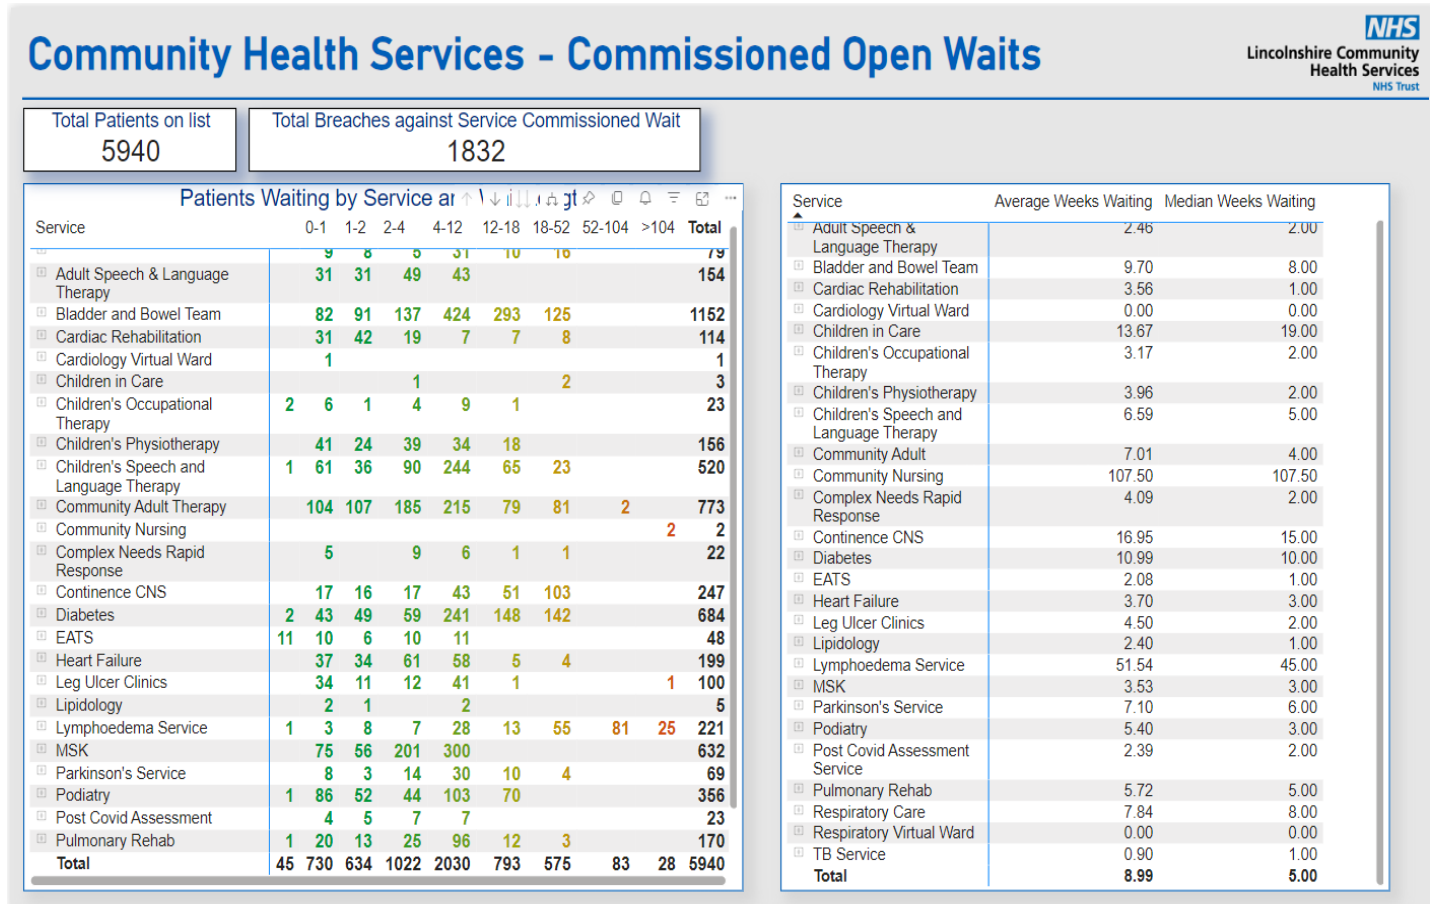 Community Health Services - Commissioned Open Waits
NHS
Lincolnshire Community
Health Services
NHS Trust
Total Patients on list
5940
Total Breaches against Service Commissioned Wait
1832
Patients Waiting by Service
Service 0-1 1-2 2-4 4-12 12-18 18-52 52-104 >104 Total
9 8 5 31 10 16 79
Adult Speech & Language 31 31 49 43 154
Therapy
Bladder and Bowel Team 82 91 137 424 293 125 1152
Cardiac Rehabilitation 31 42 19 7 7 8 114
Cardiology Virtual Ward 1 1
Children in Care 1 2 3
Children's Occupational 2 6 1 4 9 1 23
Therapy
Children's Physiotherapy 41 24 39 34 18 156
Children's Speech and 1 61 36 90 244 65 23 520
Language Therapy
Community Adult Therapy 104 107 185 215 79 81 2 773
Community Nursing 2 2
Complex Needs Rapid 5 9 6 1 1 22
Response
Continence CNS 17 16 17 43 51 103 247
Diabetes 2 43 49 59 241 148 142 684
EATS 11 10 6 10 11 48
Heart Failure 37 34 61 58 5 4 199
Leg Ulcer Clinics 34 11 12 41 1 1 100
Lipidology 2 1 2 5
Lymphoedema Service 1 3 8 7 28 13 55 81 25 221
MSK 75 56 201 300 632
Parkinson's Service 8 3 14 30 10 4 69
Podiatry 1 86 52 44 103 70 356
Post Covid Assessment 4 5 7 7 23
Pulmonary Rehab 1 20 13 25 96 12 3 170
Total 45 730 634 1022 2030 793 575 83 28 5940
Service Average Weeks Waiting Median Weeks Waiting
Adult Speech & 2.46 2.00
Language Therapy
Bladder and Bowel Team 9.70 8.00
Cardiac Rehabilitation 3.56 1.00
Cardiology Virtual Ward 0.00 0.00
Children in Care 13.67 19.00
Children's Occupational 3.17 2.00
Therapy
Children's Physiotherapy 3.96 2.00
Children's Speech and 6.59 5.00
Language Therapy
Community Adult 7.01 4.00
Community Nursing 107.50 107.50
Complex Needs Rapid 4.09 2.00
Response
Continence CNS 16.95 15.00
Diabetes 10.99 10.00
EATS 2.08 1.00
Heart Failure 3.70 3.00
Leg Ulcer Clinics 4.50 2.00
Lipidology 2.40 1.00
Lymphoedema Service 51.54 45.00
MSK 3.53 3.00
Parkinson's Service 7.10 6.00
Podiatry 5.40 3.00
Post Covid Assessment 2.39 2.00
Service
Pulmonary Rehab 5.72 5.00
Respiratory Care 7.84 8.00
Respiratory Virtual Ward 0.00 0.00
TB Service 0.90 1.00
Total 8.99 5.00